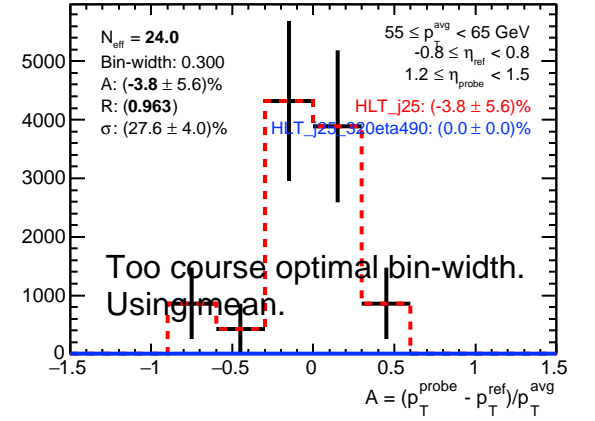 N_eff = 24.0
Bin-width: 0.300
A: (-3.8 ± 5.6)%
R: (0.963)
σ: (27.6 ± 4.0)%
55 ≤ p_T^avg < 65 GeV
-0.8 ≤ η_ref < 0.8
1.2 ≤ η_probe < 1.5
HLT_j25: (-3.8 ± 5.6)%
HLT_j25_320eta490: (0.0 ± 0.0)%
Too course optimal bin-width.
Using mean.
5000
4000
3000
2000
1000
0
−1.5 −1 −0.5 0 0.5 1 1.5
A = (p_T^probe - p_T^ref)/p_T^avg